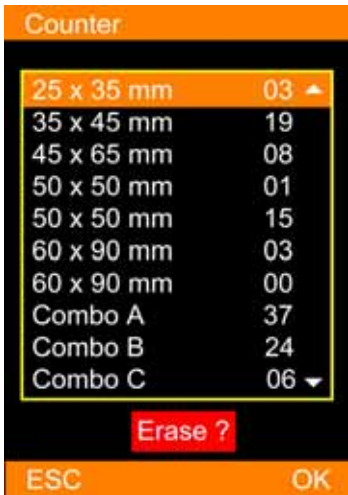 Counter
25 x 35 mm 03
35 x 45 mm 19
45 x 65 mm 08
50 x 50 mm 01
50 x 50 mm 15
60 x 90 mm 03
60 x 90 mm 00
Combo A 37
Combo B 24
Combo C 06
Erase ?
ESC OK